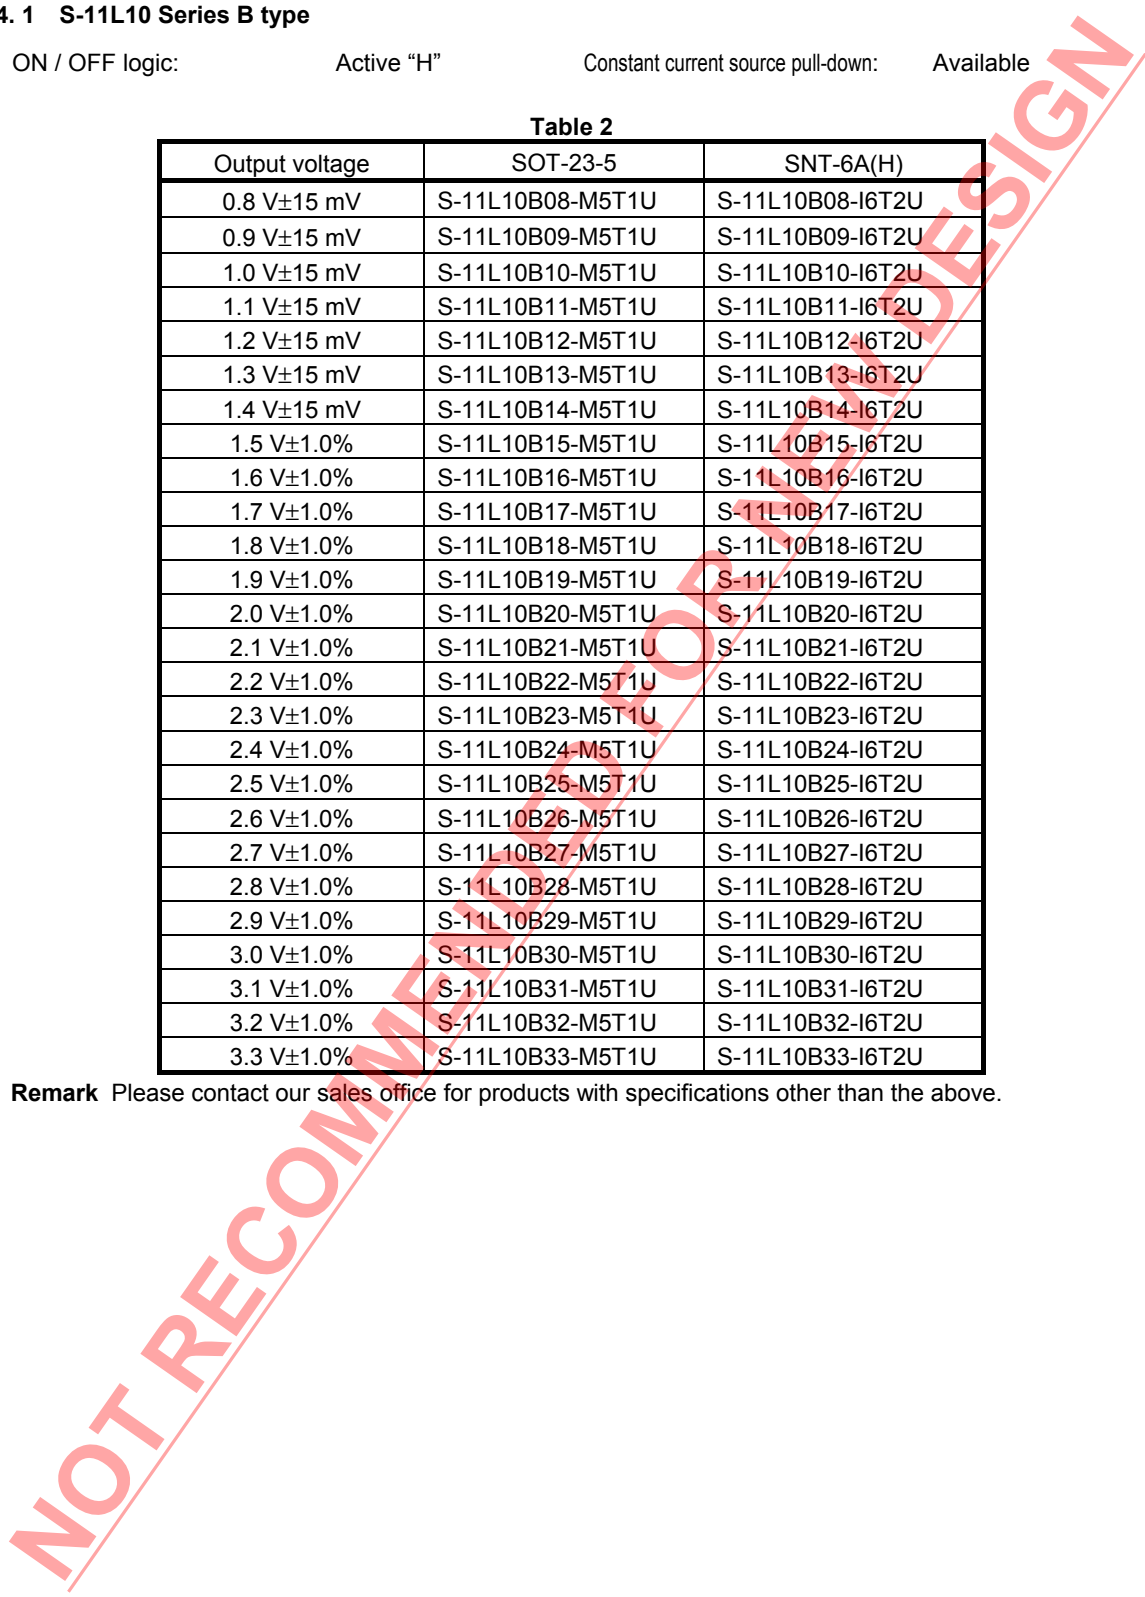 4. 1 S-11L10 Series B type
ON / OFF logic: Active “H” Constant current source pull-down: Available
Table 2
Output voltage SOT-23-5 SNT-6A(H)
0.8 V±15 mV S-11L10B08-M5T1U S-11L10B08-I6T2U
0.9 V±15 mV S-11L10B09-M5T1U S-11L10B09-I6T2U
1.0 V±15 mV S-11L10B10-M5T1U S-11L10B10-I6T2U
1.1 V±15 mV S-11L10B11-M5T1U S-11L10B11-I6T2U
1.2 V±15 mV S-11L10B12-M5T1U S-11L10B12-I6T2U
1.3 V±15 mV S-11L10B13-M5T1U S-11L10B13-I6T2U
1.4 V±15 mV S-11L10B14-M5T1U S-11L10B14-I6T2U
1.5 V±1.0% S-11L10B15-M5T1U S-11L10B15-I6T2U
1.6 V±1.0% S-11L10B16-M5T1U S-11L10B16-I6T2U
1.7 V±1.0% S-11L10B17-M5T1U S-11L10B17-I6T2U
1.8 V±1.0% S-11L10B18-M5T1U S-11L10B18-I6T2U
1.9 V±1.0% S-11L10B19-M5T1U S-11L10B19-I6T2U
2.0 V±1.0% S-11L10B20-M5T1U S-11L10B20-I6T2U
2.1 V±1.0% S-11L10B21-M5T1U S-11L10B21-I6T2U
2.2 V±1.0% S-11L10B22-M5T1U S-11L10B22-I6T2U
2.3 V±1.0% S-11L10B23-M5T1U S-11L10B23-I6T2U
2.4 V±1.0% S-11L10B24-M5T1U S-11L10B24-I6T2U
2.5 V±1.0% S-11L10B25-M5T1U S-11L10B25-I6T2U
2.6 V±1.0% S-11L10B26-M5T1U S-11L10B26-I6T2U
2.7 V±1.0% S-11L10B27-M5T1U S-11L10B27-I6T2U
2.8 V±1.0% S-11L10B28-M5T1U S-11L10B28-I6T2U
2.9 V±1.0% S-11L10B29-M5T1U S-11L10B29-I6T2U
3.0 V±1.0% S-11L10B30-M5T1U S-11L10B30-I6T2U
3.1 V±1.0% S-11L10B31-M5T1U S-11L10B31-I6T2U
3.2 V±1.0% S-11L10B32-M5T1U S-11L10B32-I6T2U
3.3 V±1.0% S-11L10B33-M5T1U S-11L10B33-I6T2U
Remark Please contact our sales office for products with specifications other than the above.
NOT RECOMMENDED FOR NEW DESIGN